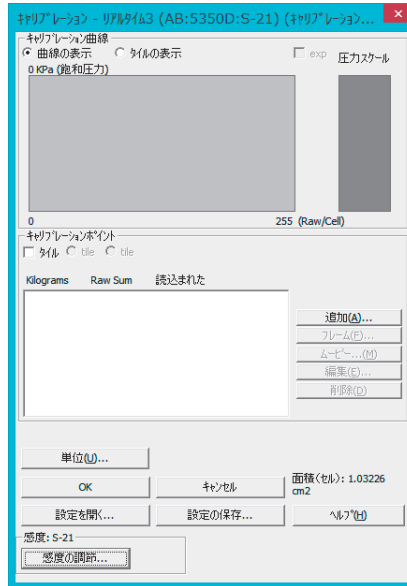 キャリブレーション - リアルタイム3 (AB:5350D:S-21) (キャリブレーション...
キャリブレーション曲線
曲線の表示 タイルの表示 exp 圧力スケール
0 KPa (飽和圧力)
0 255 (Raw/Cell)
キャリブレーションポイント
タイル tile tile
Kilograms Raw Sum 読込まれた
追加(A)...
フレーム(F)...
ムービー...(M)
編集(E)...
削除(D)
単位(U)...
OK キャンセル 面積(セル): 1.03226
cm2
設定を開く... 設定の保存... ヘルプ(H)
感度: S-21
感度の調節...